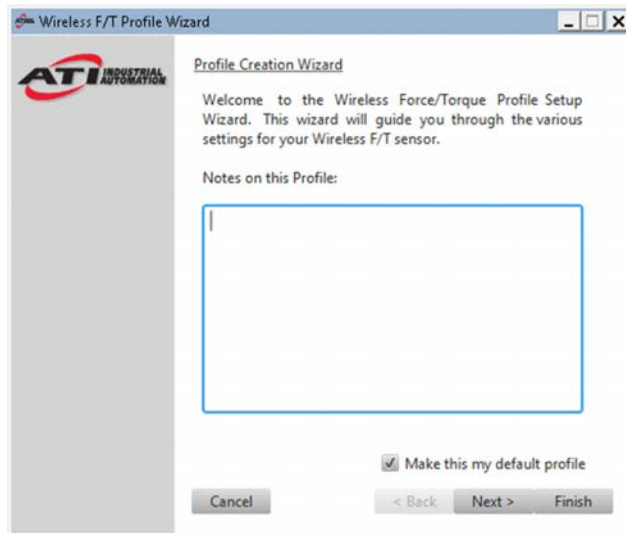 Wireless F/T Profile Wizard
ATI INDUSTRIAL
AUTOMATION
Profile Creation Wizard
Welcome to the Wireless Force/Torque Profile Setup
Wizard. This wizard will guide you through the various
settings for your Wireless F/T sensor.
Notes on this Profile:
Make this my default profile
Cancel
< Back
Next >
Finish